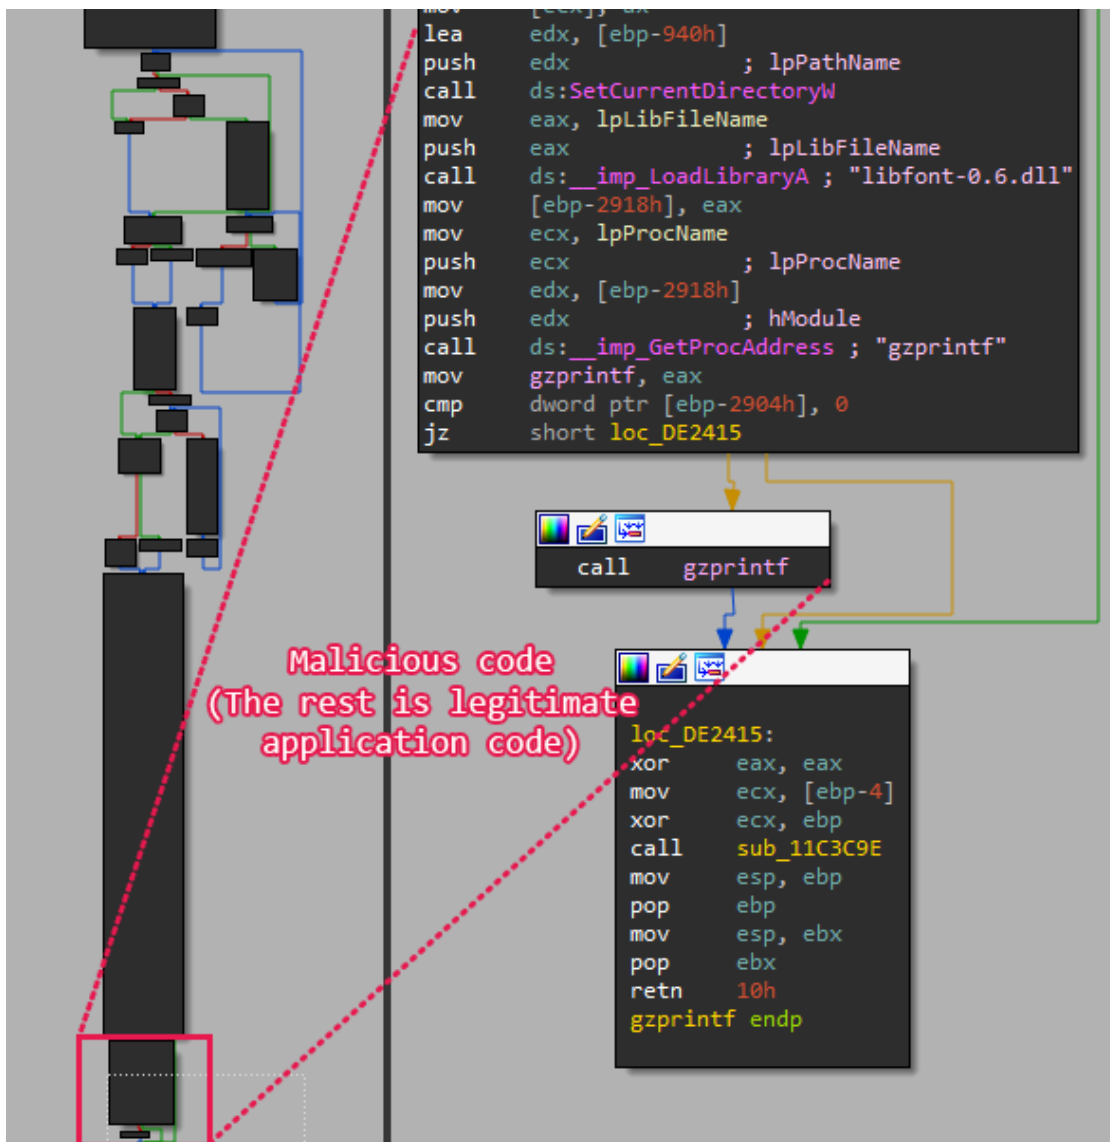 lea edx, [ebp-940h]
push edx ; lpPathName
call ds:SetCurrentDirectoryW
mov eax, lpLibFileName
push eax ; lpLibFileName
call ds:__imp_LoadLibraryA ; "libfont-0.6.dll"
mov [ebp-2918h], eax
mov ecx, lpProcName
push ecx ; lpProcName
mov edx, [ebp-2918h]
push edx ; hModule
call ds:__imp_GetProcAddress ; "gzprintf"
mov gzprintf, eax
cmp dword ptr [ebp-2904h], 0
jz short loc_DE2415
call gzprintf
Malicious code
(The rest is legitimate
application code)
loc_DE2415:
xor eax, eax
mov ecx, [ebp-4]
xor ecx, ebp
call sub_11C3C9E
mov esp, ebp
pop ebp
mov esp, ebx
pop ebx
retn 10h
gzprintf endp